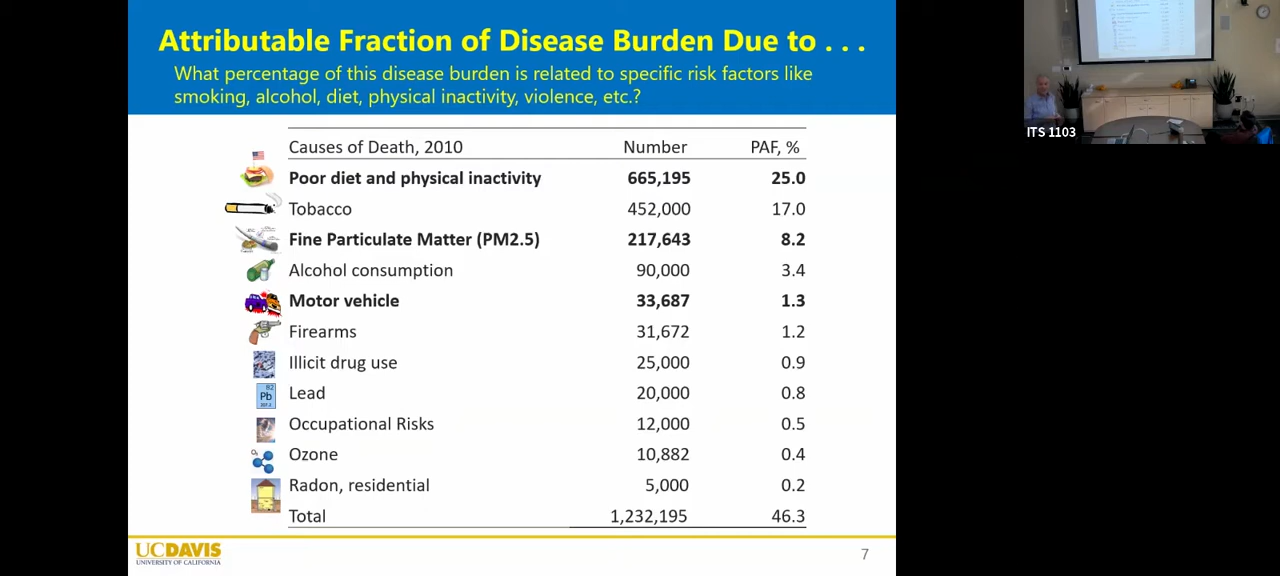 Attributable Fraction of Disease Burden Due to . . .
What percentage of this disease burden is related to specific risk factors like
smoking, alcohol, diet, physical inactivity, violence, etc.?
ITS 1103
Causes of Death, 2010 Number PAF, %
Poor diet and physical inactivity 665,195 25.0
Tobacco 452,000 17.0
Fine Particulate Matter (PM2.5) 217,643 8.2
Alcohol consumption 90,000 3.4
Motor vehicle 33,687 1.3
Firearms 31,672 1.2
Illicit drug use 25,000 0.9
Pb
Lead 20,000 0.8
Occupational Risks 12,000 0.5
Ozone 10,882 0.4
Radon, residential 5,000 0.2
Total 1,232,195 46.3
UCDAVIS
UNIVERSITY OF CALIFORNIA
7